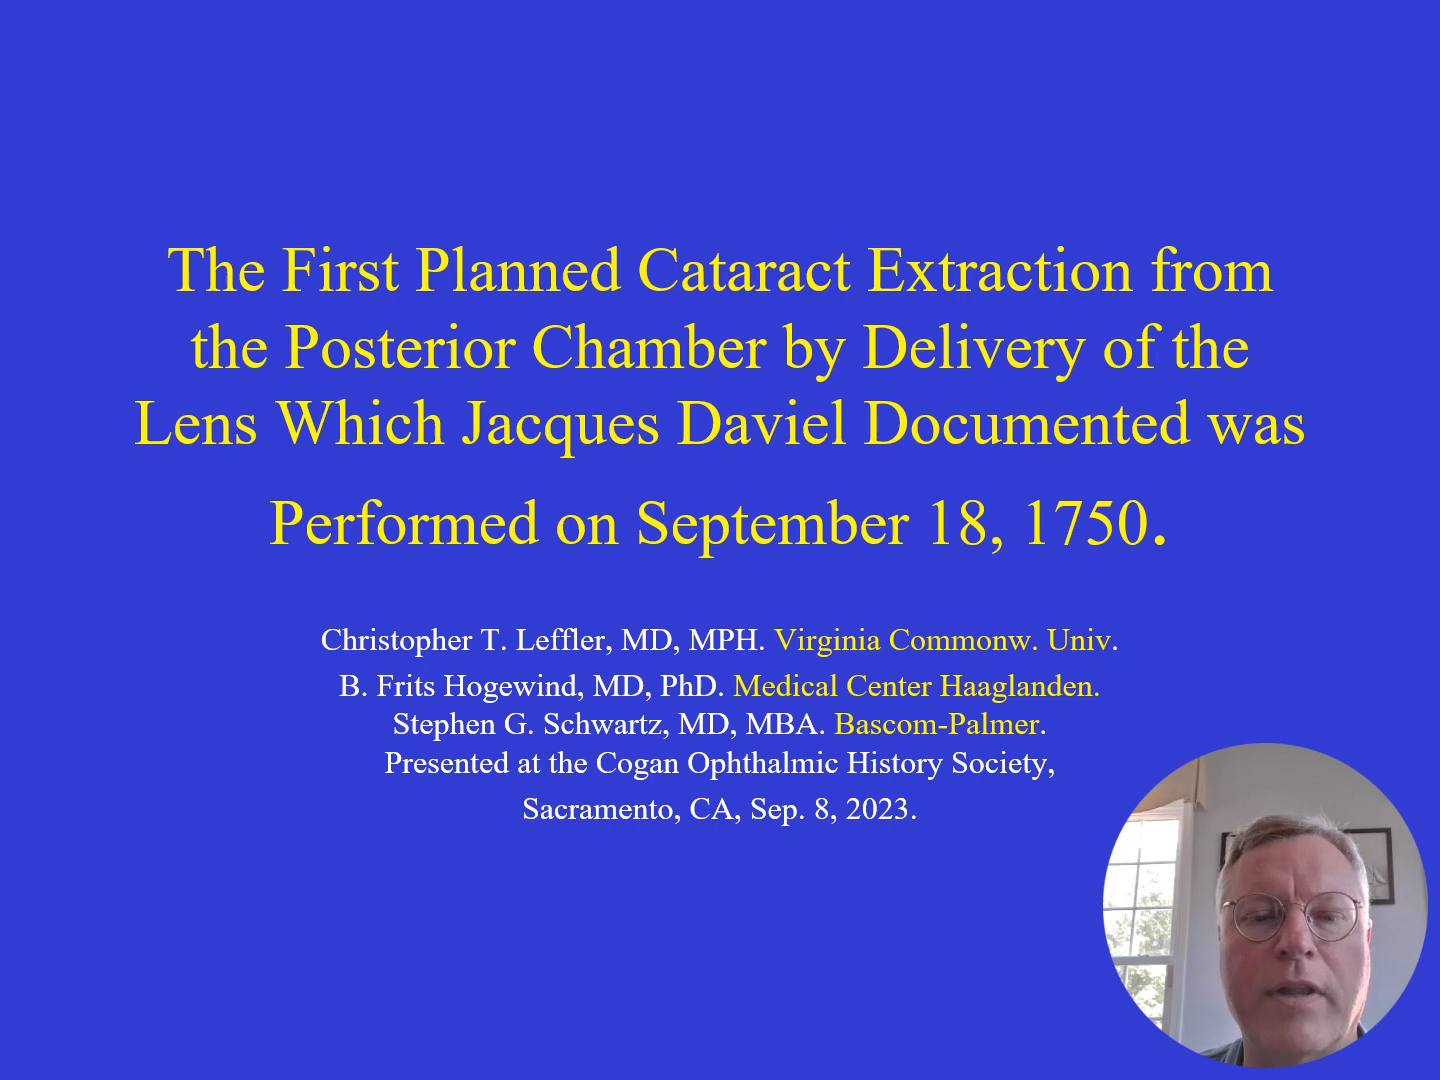 The First Planned Cataract Extraction from
the Posterior Chamber by Delivery of the
Lens Which Jacques Daviel Documented was
Performed on September 18, 1750.
Christopher T. Leffler, MD, MPH. Virginia Commonw. Univ.
B. Frits Hogewind, MD, PhD. Medical Center Haaglanden.
Stephen G. Schwartz, MD, MBA. Bascom-Palmer.
Presented at the Cogan Ophthalmic History Society,
Sacramento, CA, Sep. 8, 2023.